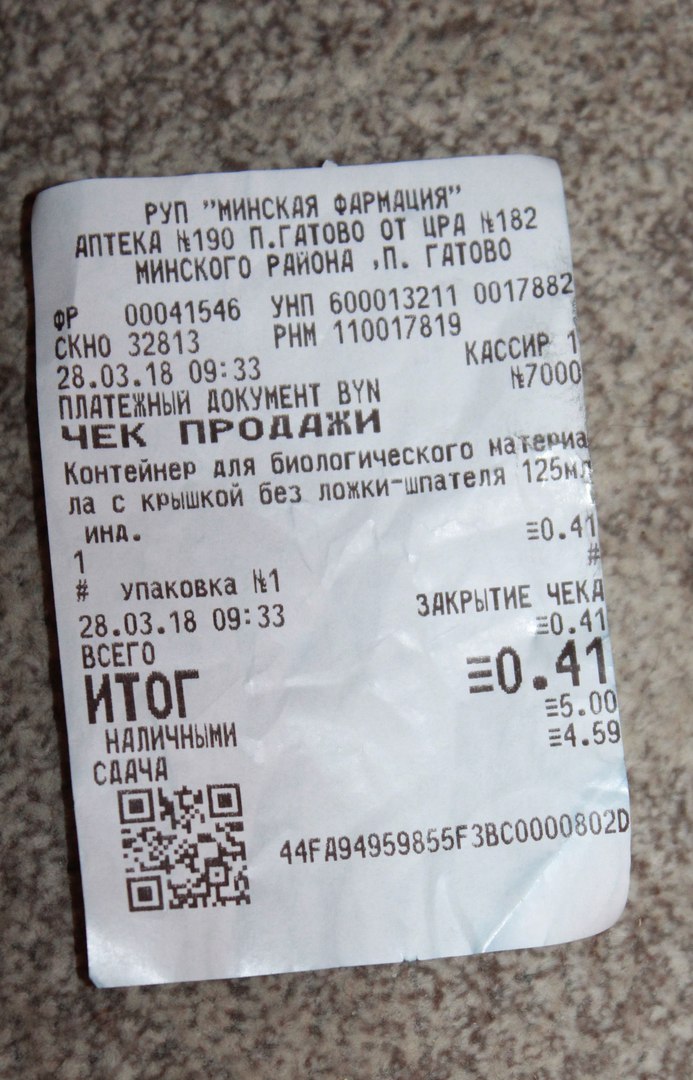 РУП "МИНСКАЯ ФАРМАЦИЯ"
АПТЕКА №190 П.ГАТОВО ОТ ЦРА №182
МИНСКОГО РАЙОНА ,П. ГАТОВО
ФР 00041546 УНП 600013211 0017882
СКНО 32813 РНМ 110017819
28.03.18 09:33 КАССИР 1
ПЛАТЕЖНЫЙ ДОКУМЕНТ BYN №7000
ЧЕК ПРОДАЖИ
Контейнер для биологического материа
ла с крышкой без ложки-шпателя 125мл
инд.
1 ≡0.41
# упаковка №1 #
28.03.18 09:33 ЗАКРЫТИЕ ЧЕКА
ВСЕГО ≡0.41
ИТОГ ≡0.41
НАЛИЧНЫМИ ≡5.00
СДАЧА ≡4.59
44FA94959855F3BC0000802D